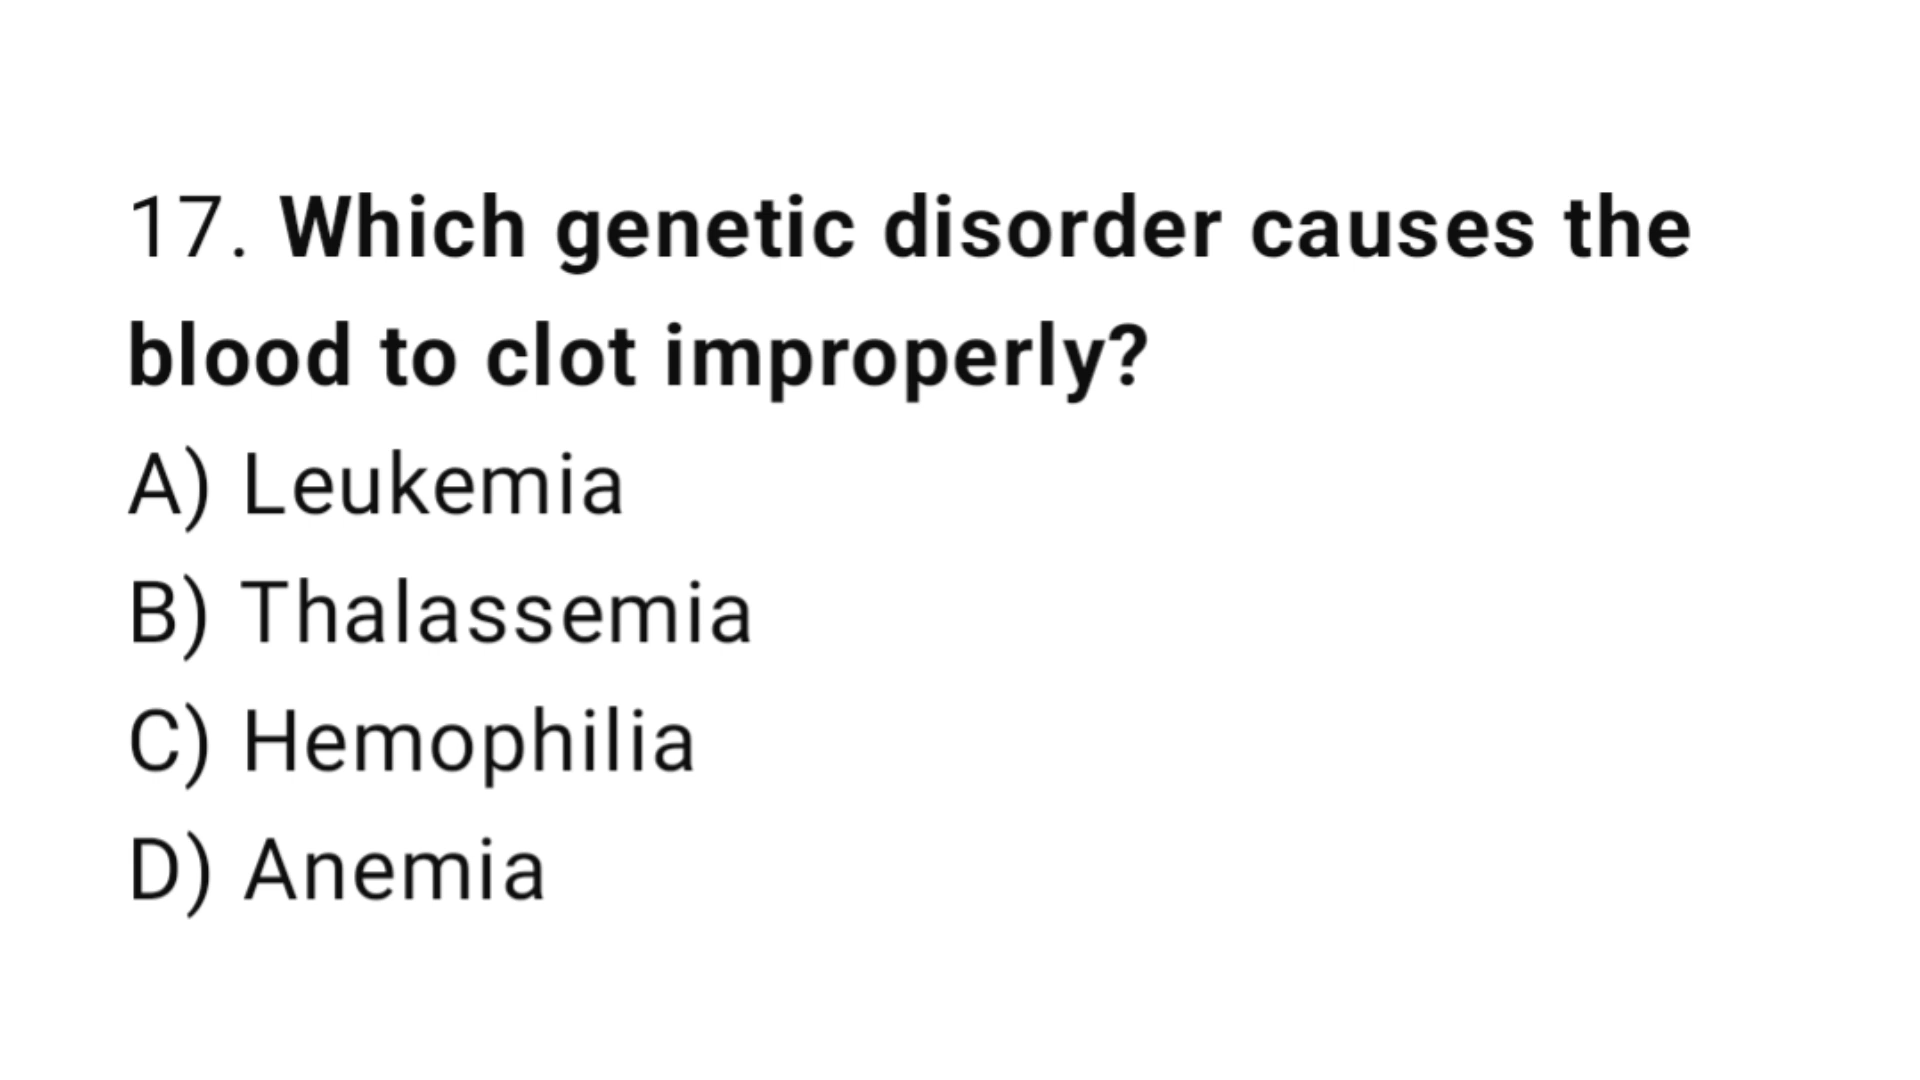 17. Which genetic disorder causes the
blood to clot improperly?
A) Leukemia
B) Thalassemia
C) Hemophilia
D) Anemia